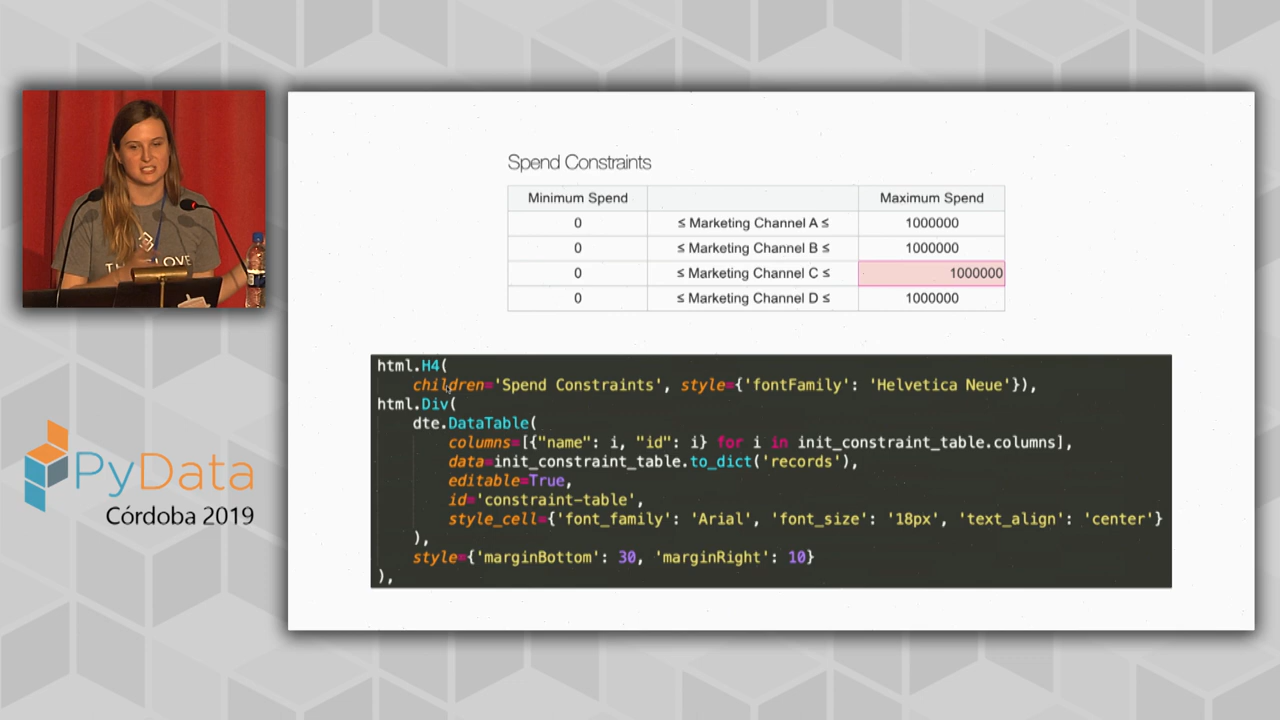 Spend Constraints
Minimum Spend Maximum Spend
0 ≤ Marketing Channel A ≤ 1000000
0 ≤ Marketing Channel B ≤ 1000000
0 ≤ Marketing Channel C ≤ 1000000
0 ≤ Marketing Channel D ≤ 1000000
html.H4(
children='Spend Constraints', style={'fontFamily': 'Helvetica Neue'}),
html.Div(
dte.DataTable(
columns=[{"name": i, "id": i} for i in init_constraint_table.columns],
data=init_constraint_table.to_dict('records'),
editable=True,
id='constraint-table',
style_cell={'font_family': 'Arial', 'font_size': '18px', 'text_align': 'center'}
),
style={'marginBottom': 30, 'marginRight': 10}
),
PyData
Córdoba 2019